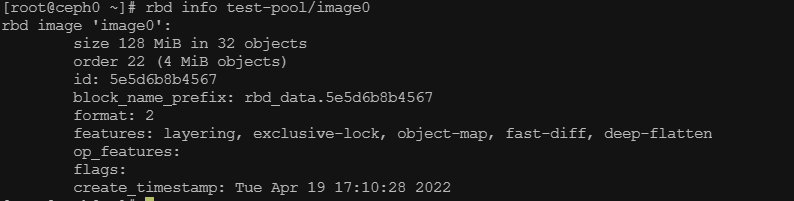 [root@ceph0 ~]# rbd info test-pool/image0
rbd image 'image0':
        size 128 MiB in 32 objects
        order 22 (4 MiB objects)
        id: 5e5d6b8b4567
        block_name_prefix: rbd_data.5e5d6b8b4567
        format: 2
        features: layering, exclusive-lock, object-map, fast-diff, deep-flatten
        op_features:
        flags:
        create_timestamp: Tue Apr 19 17:10:28 2022